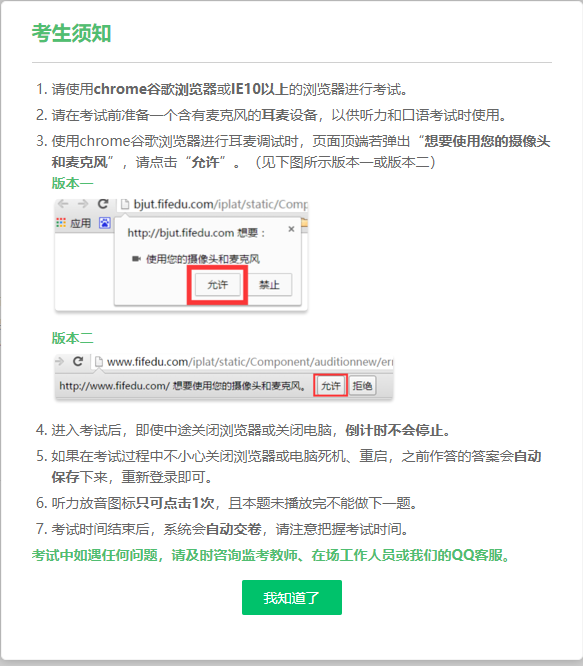 考生须知
1. 请使用chrome谷歌浏览器或IE10以上的浏览器进行考试。
2. 请在考试前准备一个含有麦克风的耳麦设备，以供听力和口语考试时使用。
3. 使用chrome谷歌浏览器进行耳麦调试时，页面顶端若弹出“想要使用您的摄像头
和麦克风”，请点击“允许”。（见下图所示版本一或版本二）
版本一
bjut.fifedu.com/iplat/static/Comp
应用
http://bjut.fifedu.com 想要：
使用您的摄像头和麦克风
允许 禁止
版本二
www.fifedu.com/iplat/static/Component/auditionnew/err
http://www.fifedu.com/ 想要使用您的摄像头和麦克风。 允许 拒绝
4. 进入考试后，即使中途关闭浏览器或关闭电脑，倒计时不会停止。
5. 如果在考试过程中不小心关闭浏览器或电脑死机、重启，之前作答的答案会自动
保存下来，重新登录即可。
6. 听力放音图标只可点击1次，且本题未播放完不能做下一题。
7. 考试时间结束后，系统会自动交卷，请注意把握考试时间。
考试中如遇任何问题，请及时咨询监考教师、在场工作人员或我们的QQ客服。
我知道了